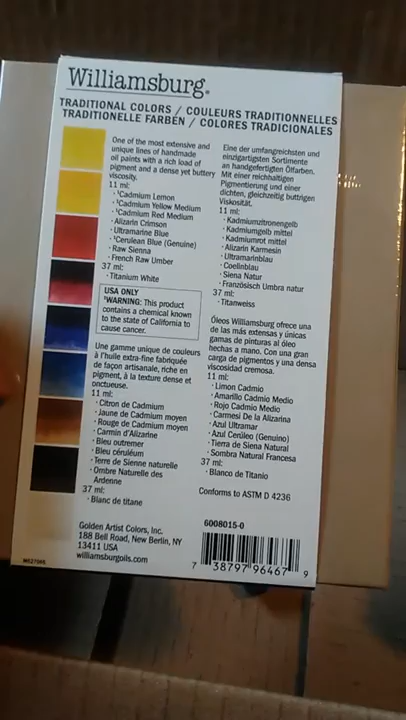 Williamsburg®
TRADITIONAL COLORS / COULEURS TRADITIONNELLES
TRADITIONELLE FARBEN / COLORES TRADICIONALES
One of the most extensive and
unique lines of handmade
oil paints with a rich load of
pigment and a dense yet buttery
viscosity.
11 ml:
· ¹Cadmium Lemon
· ¹Cadmium Yellow Medium
· ¹Cadmium Red Medium
· Alizarin Crimson
· Ultramarine Blue
· ¹Cerulean Blue (Genuine)
· Raw Sienna
· French Raw Umber
37 ml:
· Titanium White
USA ONLY
¹WARNING: This product
contains a chemical known
to the state of California to
cause cancer.
Une gamme unique de couleurs
à l'huile extra-fine fabriquée
de façon artisanale, riche en
pigment, à la texture dense et
onctueuse.
11 ml:
· Citron de Cadmium
· Jaune de Cadmium moyen
· Rouge de Cadmium moyen
· Carmin d'Alizarine
· Bleu outremer
· Bleu céruléum
· Terre de Sienne naturelle
· Ombre Naturelle des
Ardenne
37 ml:
· Blanc de titane
Eine der umfangreichsten und
einzigartigsten Sortimente
an handgefertigten Ölfarben.
Mit einer reichhaltigen
Pigmentierung und einer
dichten, gleichzeitig buttrigen
Viskosität.
11 ml:
· Kadmiumzitronengelb
· Kadmiumgelb mittel
· Kadmiumrot mittel
· Alizarin Karmesin
· Ultramarinblau
· Coelinblau
· Siena Natur
· Französisch Umbra natur
37 ml:
· Titanweiss
Óleos Williamsburg ofrece una
de las más extensas y únicas
gamas de pinturas al óleo
hechas a mano. Con una gran
carga de pigmentos y una densa
viscosidad cremosa.
11 ml:
· Limon Cadmio
· Amarillo Cadmio Medio
· Rojo Cadmio Medio
· Carmesi De la Alizarina
· Azul Ultramar
· Azul Cerúleo (Genuino)
· Tierra de Siena Natural
· Sombra Natural Francesa
37 ml:
· Blanco de Titanio
Conforms to ASTM D 4236
Golden Artist Colors, Inc.
188 Bell Road, New Berlin, NY
13411 USA
williamsburgoils.com
6008015-0
7 38797 96467 9